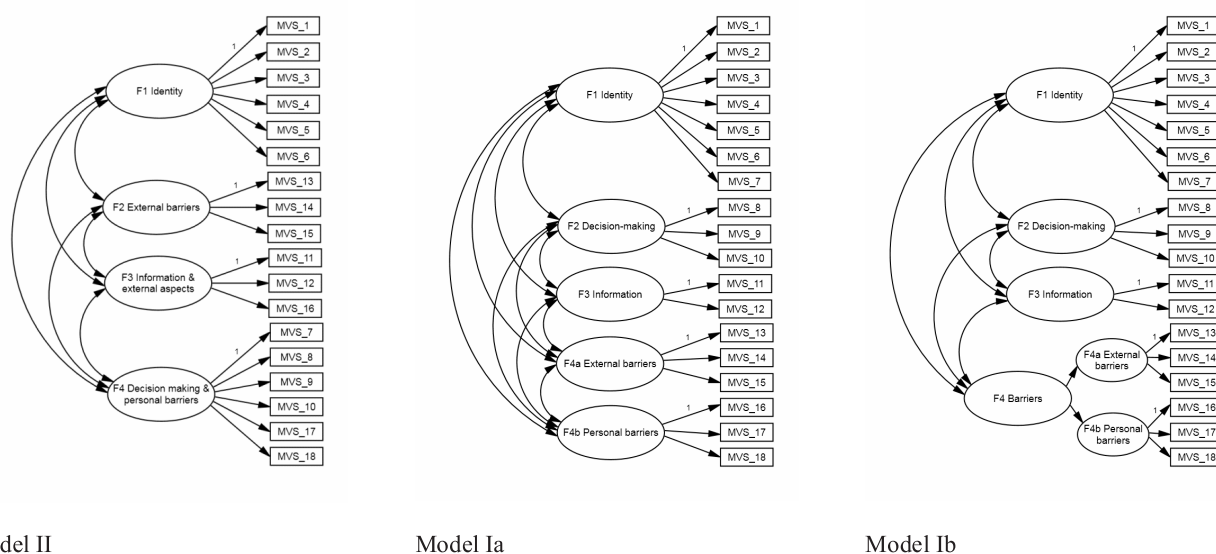 MVS_1
MVS_2
MVS_3
MVS_4
MVS_5
MVS_6
MVS_13
MVS_14
MVS_15
MVS_11
MVS_12
MVS_16
MVS_7
MVS_8
MVS_9
MVS_10
MVS_17
MVS_18
1
1
1
1
F1 Identity
F2 External barriers
F3 Information &
external aspects
F4 Decision making &
personal barriers
del II
MVS_1
MVS_2
MVS_3
MVS_4
MVS_5
MVS_6
MVS_7
MVS_8
MVS_9
MVS_10
MVS_11
MVS_12
MVS_13
MVS_14
MVS_15
MVS_16
MVS_17
MVS_18
1
1
1
1
1
F1 Identity
F2 Decision-making
F3 Information
F4a External barriers
F4b Personal barriers
Model Ia
MVS_1
MVS_2
MVS_3
MVS_4
MVS_5
MVS_6
MVS_7
MVS_8
MVS_9
MVS_10
MVS_11
MVS_12
MVS_13
MVS_14
MVS_15
MVS_16
MVS_17
MVS_18
1
1
1
1
1
F1 Identity
F2 Decision-making
F3 Information
F4a External
barriers
F4 Barriers
F4b Personal
barriers
Model Ib